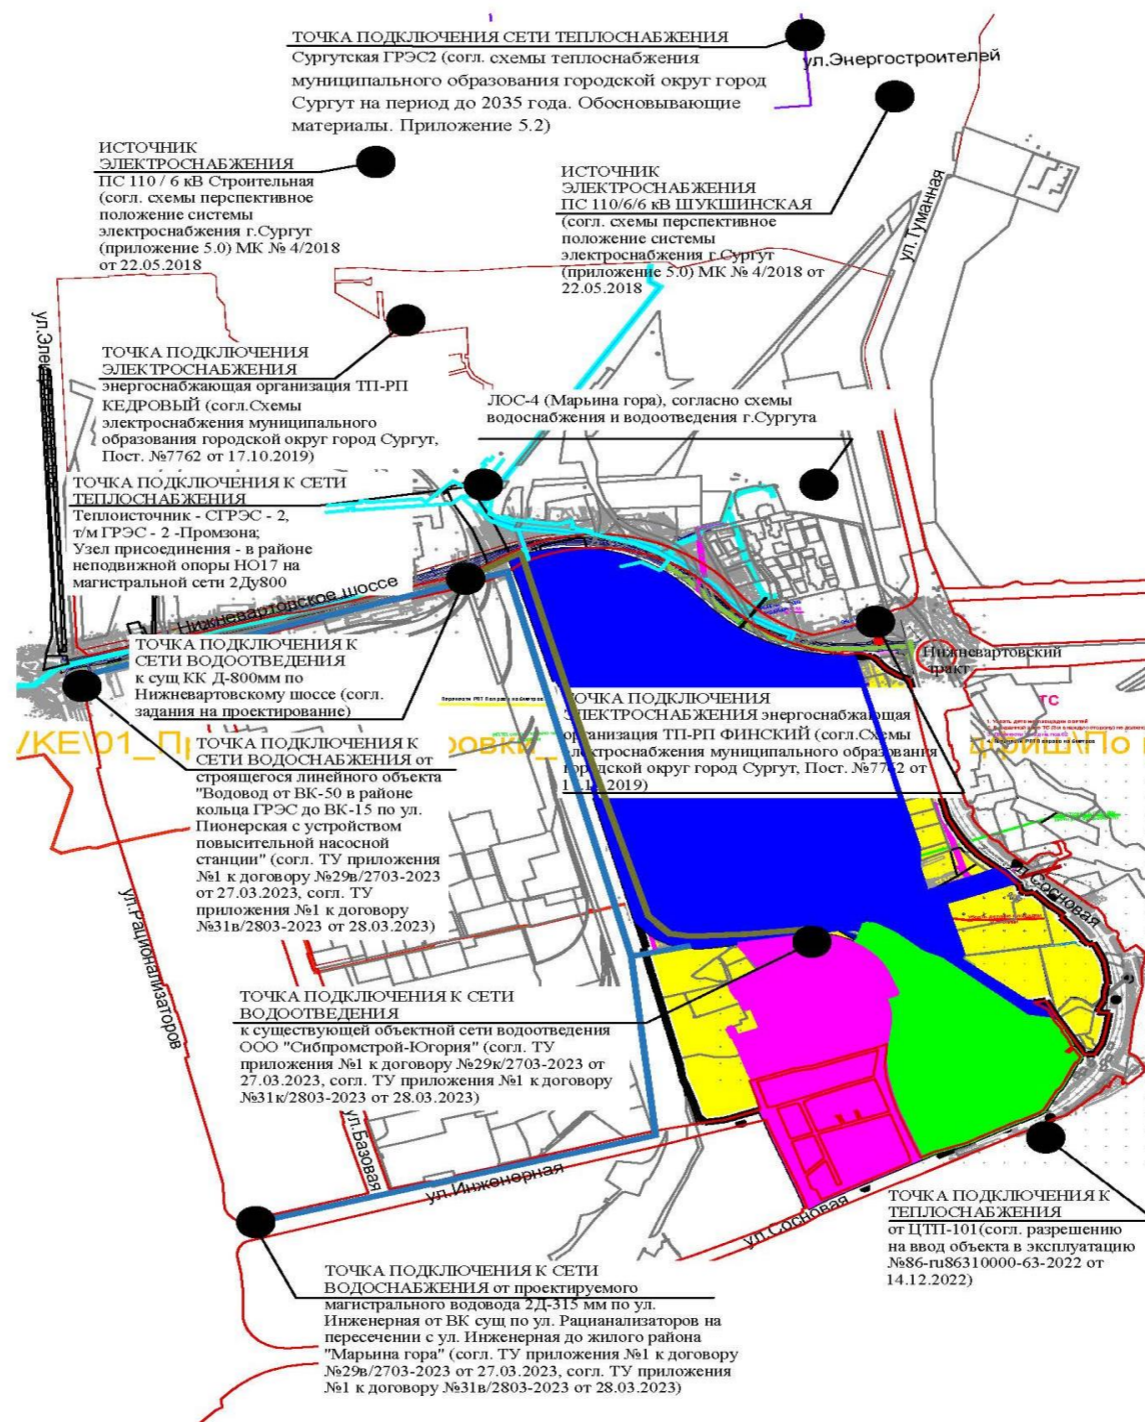 ТОЧКА ПОДКЛЮЧЕНИЯ СЕТИ ТЕПЛОСНАБЖЕНИЯ
Сургутская ГРЭС2 (согл. схемы теплоснабжения
муниципального образования городской округ город
Сургут на период до 2035 года. Обосновывающие
материалы. Приложение 5.2)
ул.Энергостроителей
ИСТОЧНИК
ЭЛЕКТРОСНАБЖЕНИЯ
ПС 110 / 6 кВ Строительная
(согл. схемы перспективное
положение системы
электроснабжения г.Сургут
(приложение 5.0) МК № 4/2018
от 22.05.2018
ИСТОЧНИК
ЭЛЕКТРОСНАБЖЕНИЯ
ПС 110/6/6 кВ ШУКШИНСКАЯ
(согл. схемы перспективное
положение системы
электроснабжения г.Сургут
(приложение 5.0) МК № 4/2018 от
22.05.2018
ул.Туманная
ул.Элек
ТОЧКА ПОДКЛЮЧЕНИЯ
ЭЛЕКТРОСНАБЖЕНИЯ
энергоснабжающая организация ТП-РП
КЕДРОВЫЙ (согл.Схемы
электроснабжения муниципального
образования городской округ город Сургут,
Пост. №7762 от 17.10.2019)
ЛОС-4 (Марьина гора), согласно схемы
водоснабжения и водоотведения г.Сургута
ТОЧКА ПОДКЛЮЧЕНИЯ К СЕТИ
ТЕПЛОСНАБЖЕНИЯ
Теплоисточник - СГРЭС - 2,
т/м ГРЭС - 2 -Промзона;
Узел присоединения - в районе
неподвижной опоры НО17 на
магистральной сети 2Ду800
Нижневартовское шоссе
ТОЧКА ПОДКЛЮЧЕНИЯ К
СЕТИ ВОДООТВЕДЕНИЯ
к сущ КК Д-800мм по
Нижневартовскому шоссе (согл.
задания на проектирование)
Нижневартовский
тракт
ТС
ТОЧКА ПОДКЛЮЧЕНИЯ
ЭЛЕКТРОСНАБЖЕНИЯ энергоснабжающая
организация ТП-РП ФИНСКИЙ (согл.Схемы
электроснабжения муниципального образования
городской округ город Сургут, Пост. №7762 от
2019)
ТОЧКА ПОДКЛЮЧЕНИЯ К
СЕТИ ВОДОСНАБЖЕНИЯ от
строящегося линейного объекта
"Водовод от ВК-50 в районе
кольца ГРЭС до ВК-15 по ул.
Пионерская с устройством
повысительной насосной
станции" (согл. ТУ приложения
№1 к договору №29в/2703-2023
от 27.03.2023, согл. ТУ
приложения №1 к договору
№31в/2803-2023 от 28.03.2023)
ул.Сосновая
ул.Рационализаторов
ТОЧКА ПОДКЛЮЧЕНИЯ К СЕТИ
ВОДООТВЕДЕНИЯ
к существующей объектной сети водоотведения
ООО "Сибпромстрой-Югория" (согл. ТУ
приложения №1 к договору №29к/2703-2023 от
27.03.2023, согл. ТУ приложения №1 к договору
№31к/2803-2023 от 28.03.2023)
ул.Базовая
ул.Инженерная
ул.Сосновая
ТОЧКА ПОДКЛЮЧЕНИЯ К
ТЕПЛОСНАБЖЕНИЯ
от ЦТП-101(согл. разрешению
на ввод объекта в эксплуатацию
№86-ru86310000-63-2022 от
14.12.2022)
ТОЧКА ПОДКЛЮЧЕНИЯ К СЕТИ
ВОДОСНАБЖЕНИЯ от проектируемого
магистрального водовода 2Д-315 мм по ул.
Инженерная от ВК сущ по ул. Рацианализаторов на
пересечении с ул. Инженерная до жилого района
"Марьина гора" (согл. ТУ приложения №1 к договору
№29в/2703-2023 от 27.03.2023, согл. ТУ приложения
№1 к договору №31в/2803-2023 от 28.03.2023)